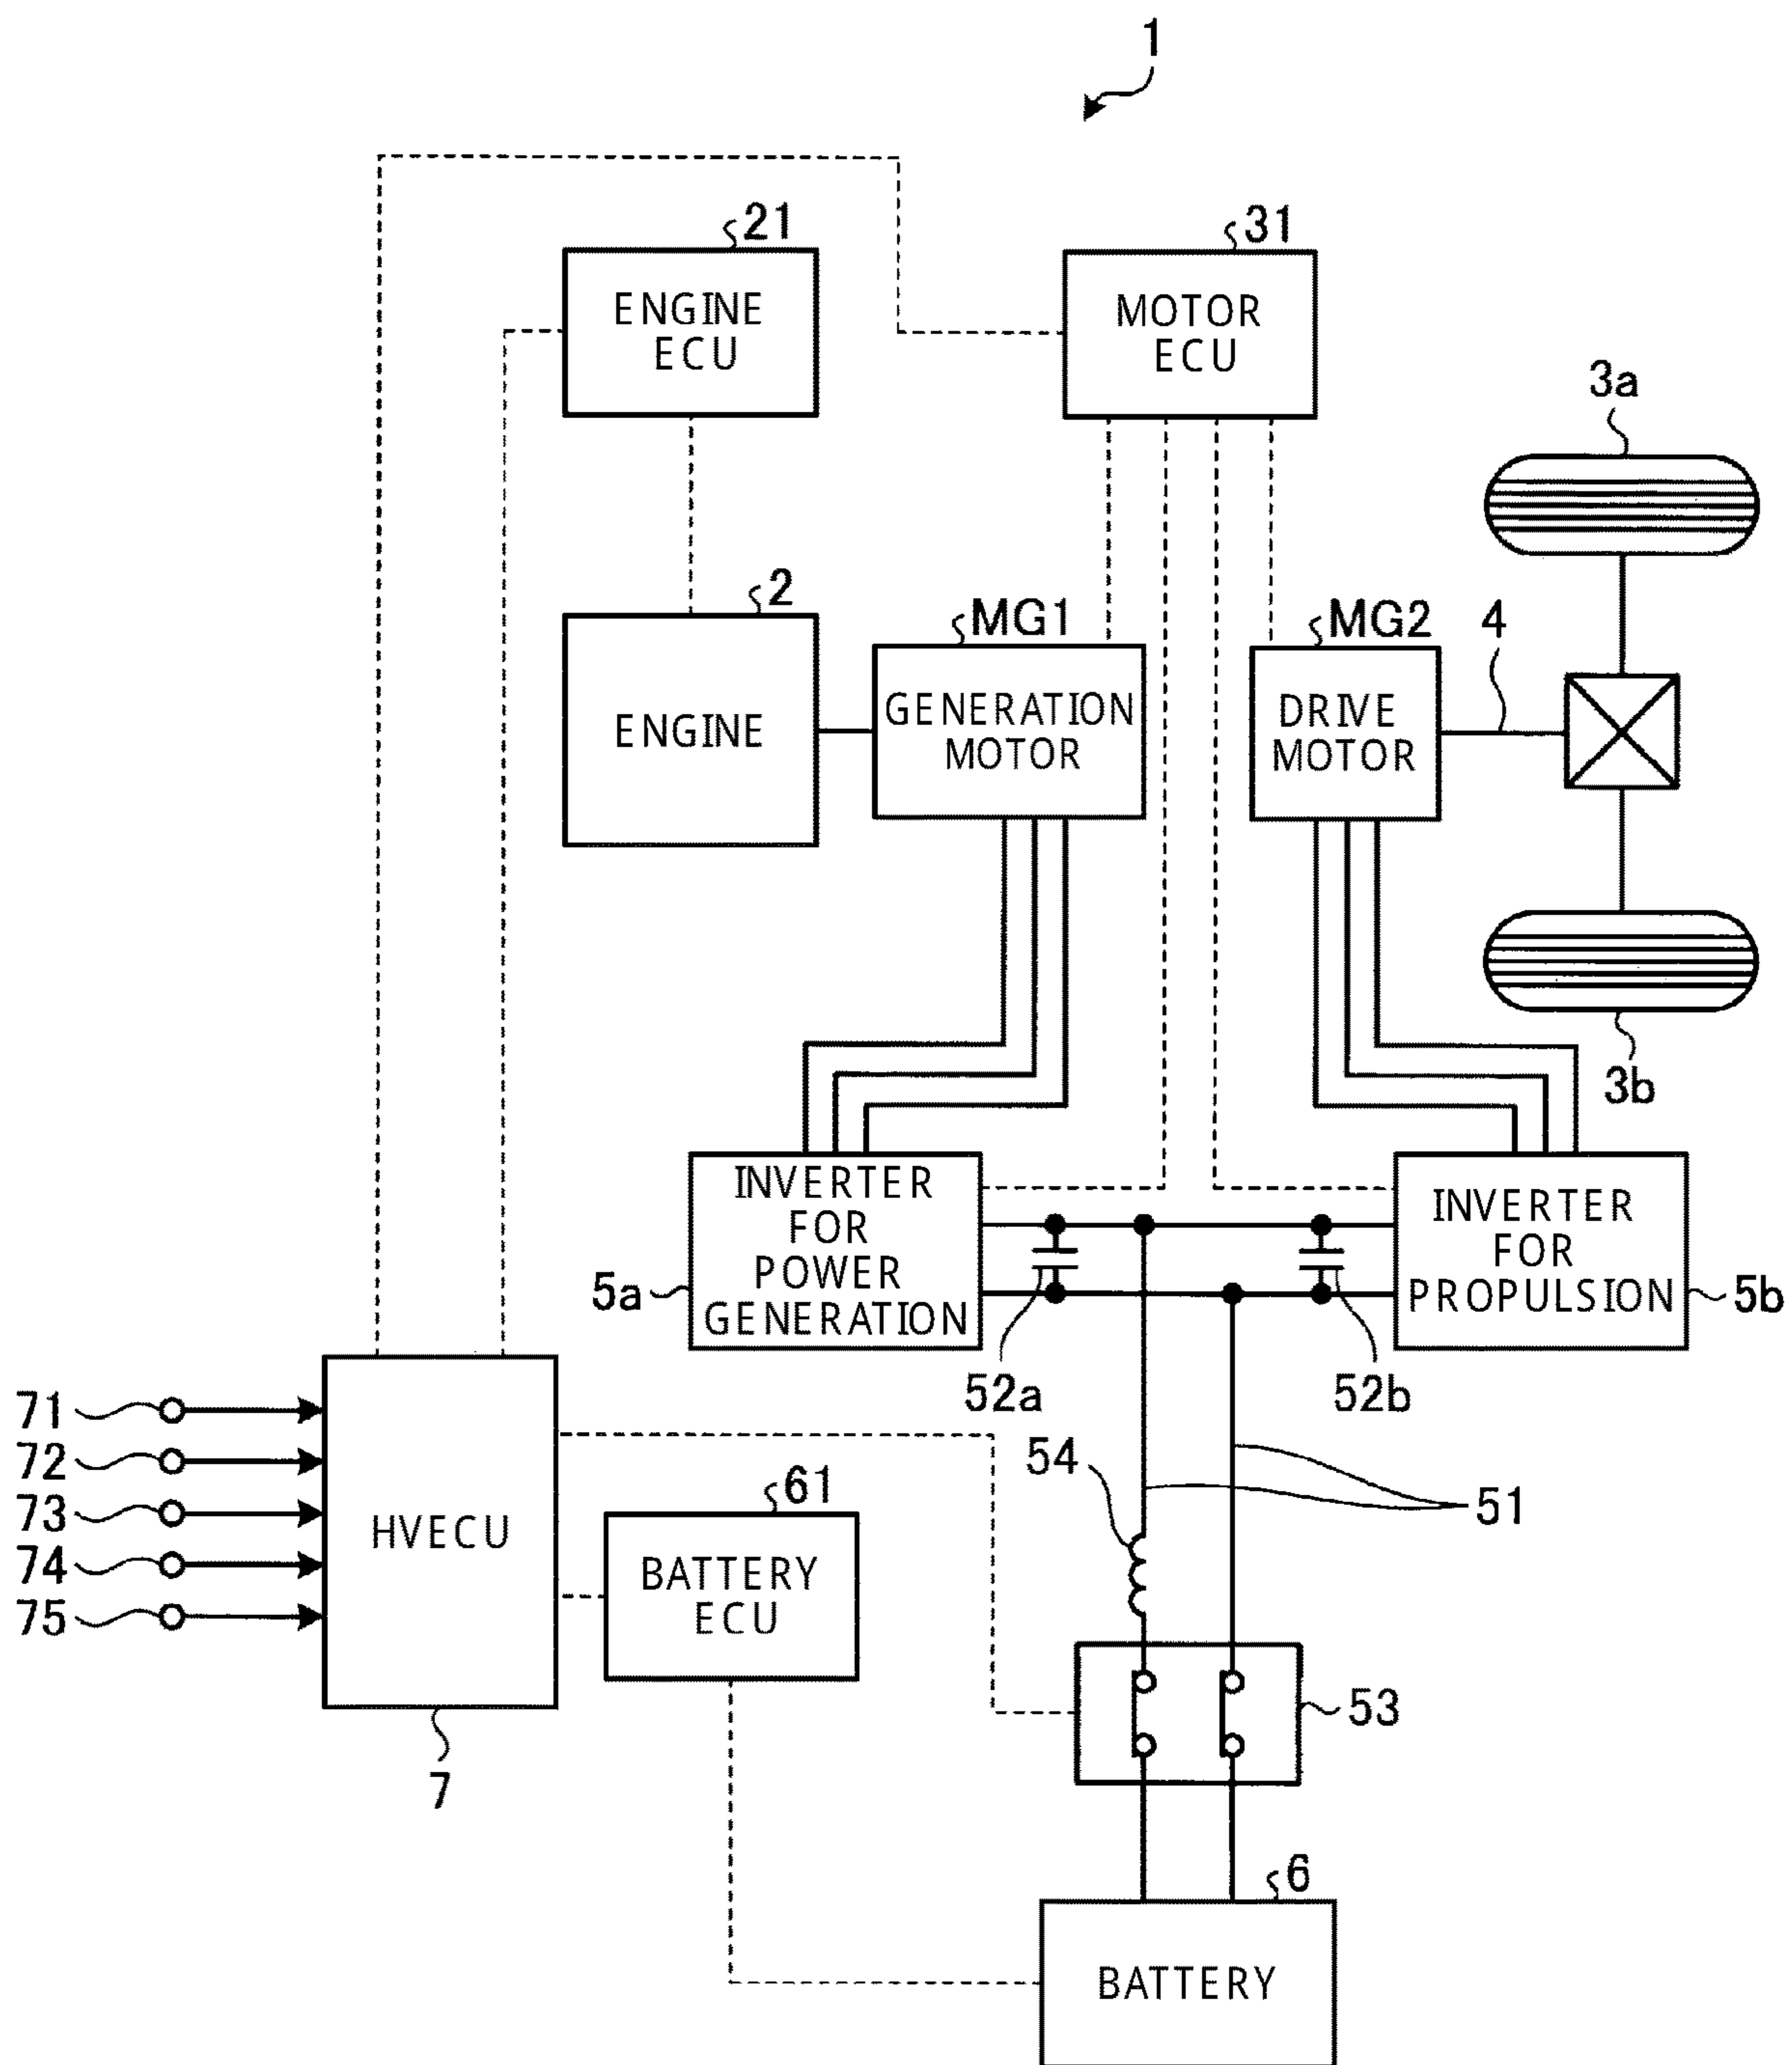 1
21
31
ENGINE
ECU
MOTOR
ECU
3a
2
MG1
MG2
4
ENGINE
GENERATION
MOTOR
DRIVE
MOTOR
3b
INVERTER
FOR
POWER
GENERATION
INVERTER
FOR
PROPULSION
5a
5b
52a
52b
71
72
73
74
75
HVECU
54
51
61
BATTERY
ECU
53
7
6
BATTERY